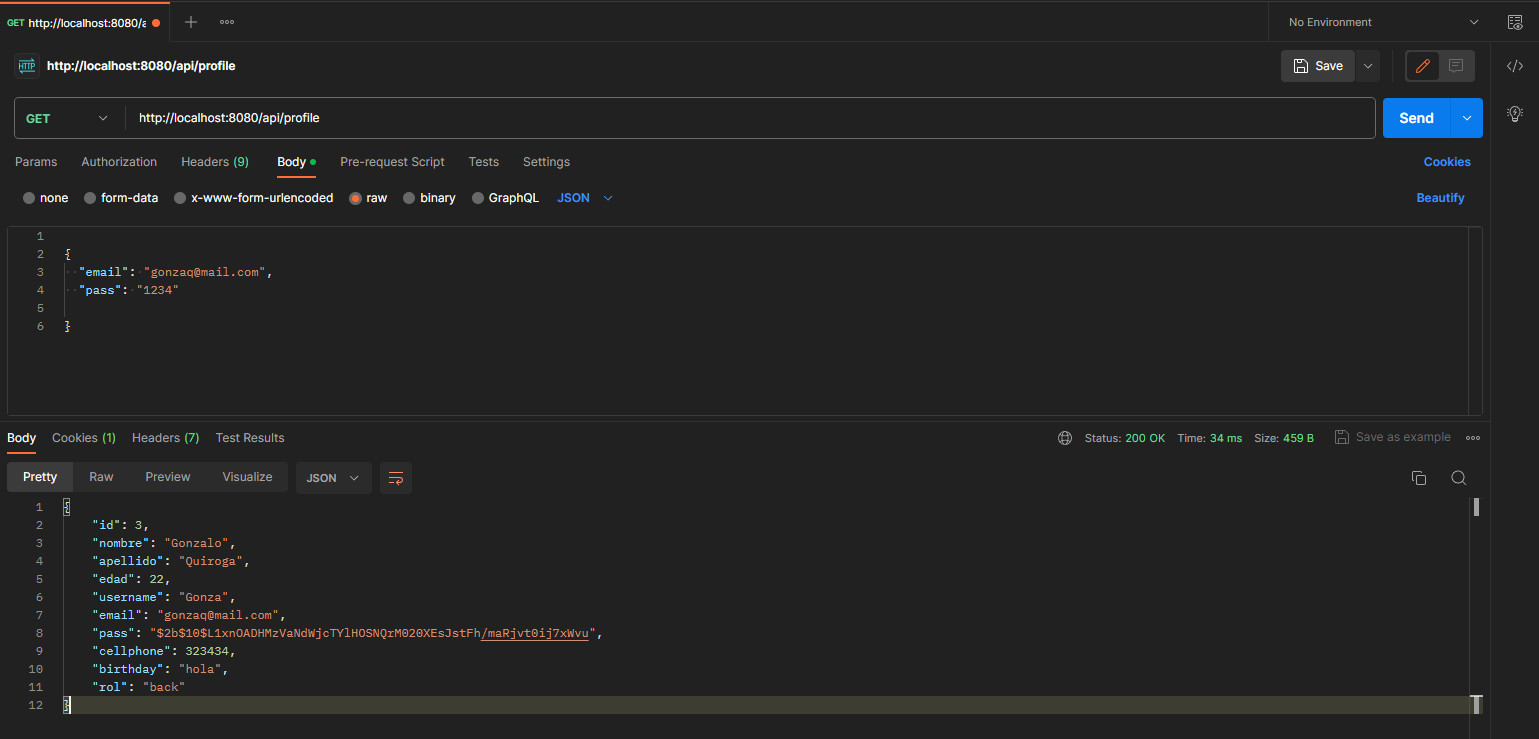 GET http://localhost:8080/a
No Environment
HTTP http://localhost:8080/api/profile
Save
GET http://localhost:8080/api/profile
Send
Params Authorization Headers (9) Body Pre-request Script Tests Settings Cookies
none form-data x-www-form-urlencoded raw binary GraphQL JSON Beautify
1
2 {
3 "email": "gonzaq@mail.com",
4 "pass": "1234"
5
6 }
Body Cookies (1) Headers (7) Test Results Status: 200 OK Time: 34 ms Size: 459 B Save as example
Pretty Raw Preview Visualize JSON
1 {
2 "id": 3,
3 "nombre": "Gonzalo",
4 "apellido": "Quiroga",
5 "edad": 22,
6 "username": "Gonza",
7 "email": "gonzaq@mail.com",
8 "pass": "$2b$10$L1xnOADHMzVaNdWjcTYlHOSNQrM020XEsJstFh/maRjvt0ij7xWvu",
9 "cellphone": 323434,
10 "birthday": "hola",
11 "rol": "back"
12 }